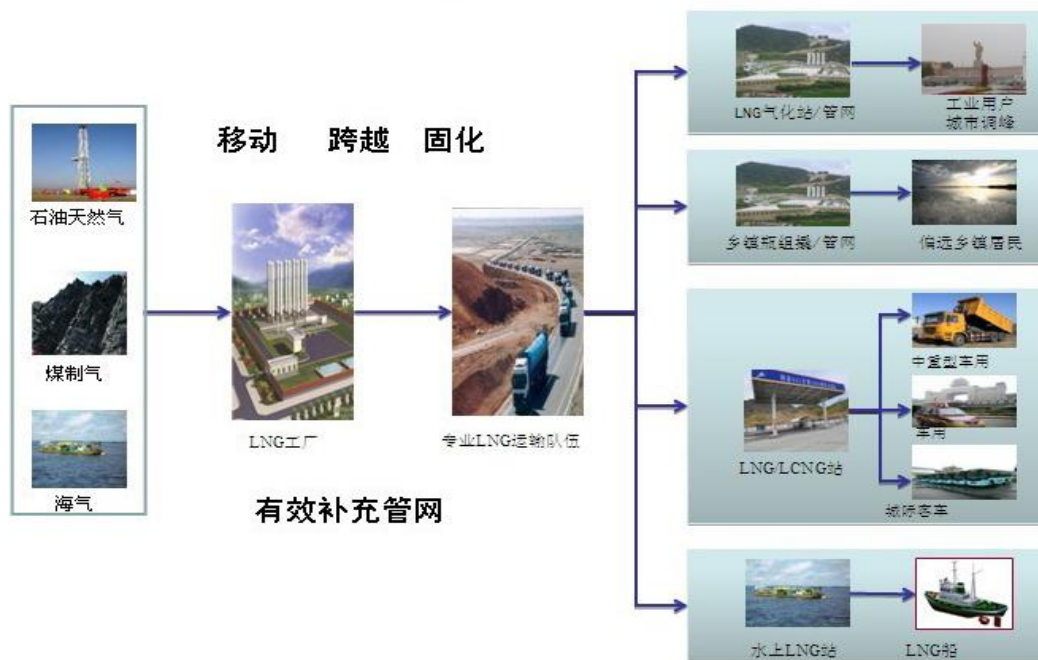 移动 跨越 固化
石油天然气
煤制气
海气
LNG工厂
专业LNG运输队伍
有效补充管网
LNG气化站/管网
工业用户
城市调峰
乡镇瓶组撬/管网
偏远乡镇居民
LNG/LCNG站
中重型车用
车用
城际客车
水上LNG站
LNG船